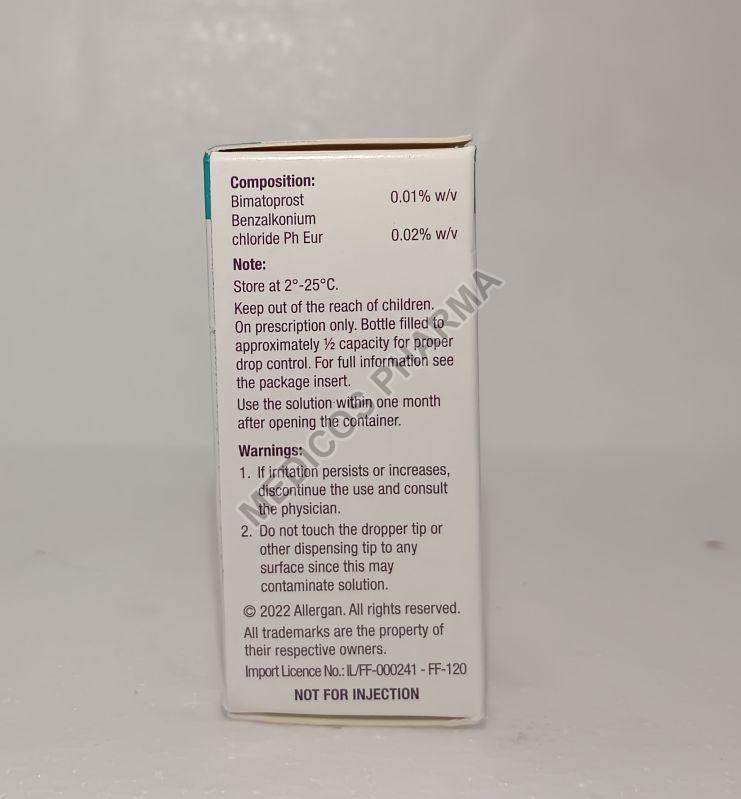 Composition:
Bimatoprost 0.01% w/v
Benzalkonium
chloride Ph Eur 0.02% w/v
Note:
Store at 2°-25°C.
Keep out of the reach of children.
On prescription only. Bottle filled to
approximately ½ capacity for proper
drop control. For full information see
the package insert.
Use the solution within one month
after opening the container.
Warnings:
1. If irritation persists or increases,
discontinue the use and consult
the physician.
2. Do not touch the dropper tip or
other dispensing tip to any
surface since this may
contaminate solution.
© 2022 Allergan. All rights reserved.
All trademarks are the property of
their respective owners.
Import Licence No.: IL/FF-000241 - FF-120
NOT FOR INJECTION
MEDICOS PHARMA